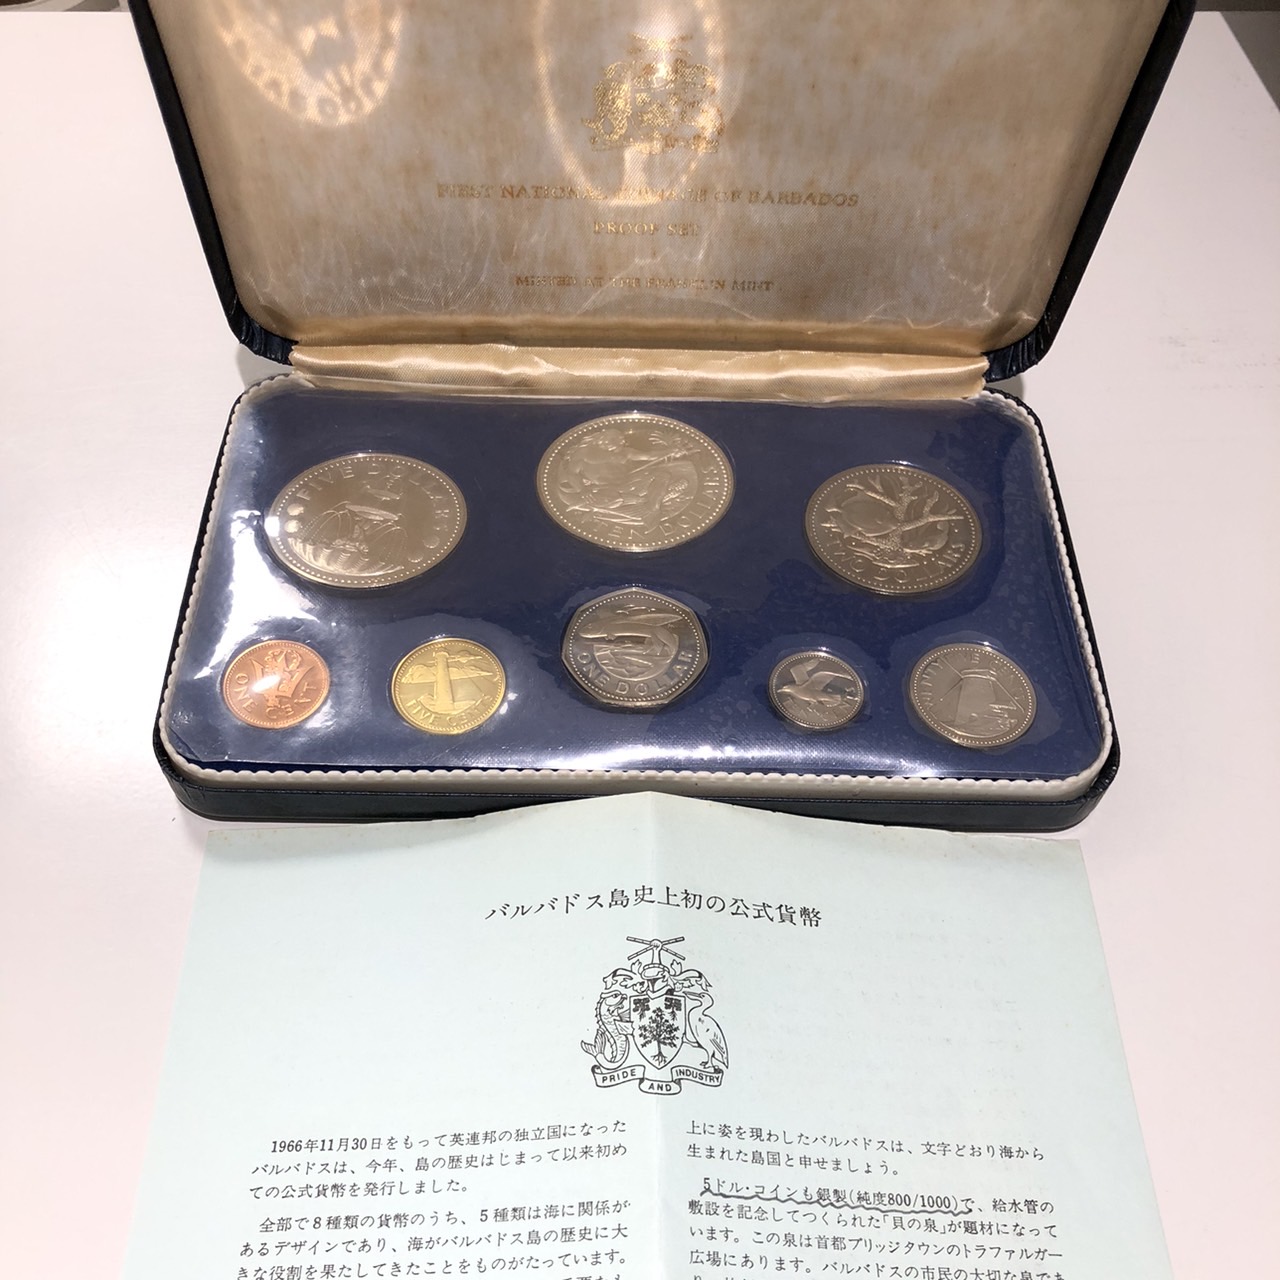 FIRST NATIONAL COINAGE OF BARBADOS
PROOF SET
MINTED AT THE FRANKLIN MINT
FIVE DOLLARS
TEN DOLLARS
TWO DOLLARS
ONE CENT
FIVE CENTS
ONE DOLLAR
TWENTY FIVE
バルバドス島史上初の公式貨幣
PRIDE AND INDUSTRY
1966年11月30日をもって英連邦の独立国になった
バルバドスは、今年、島の歴史はじまって以来初め
ての公式貨幣を発行しました。
全部で8種類の貨幣のうち、5種類は海に関係が
あるデザインであり、海がバルバドス島の歴史に大
きな役割を果たしてきたことをものがたっています。
上に姿を現わしたバルバドスは、文字どおり海から
生まれた島国と申せましょう。
5ドル・コインも銀製(純度800/1000)で、給水管の
敷設を記念してつくられた「貝の泉」が題材になって
います。この泉は首都ブリッジタウンのトラファルガー
広場にあります。バルバドスの市民の大切な泉であ